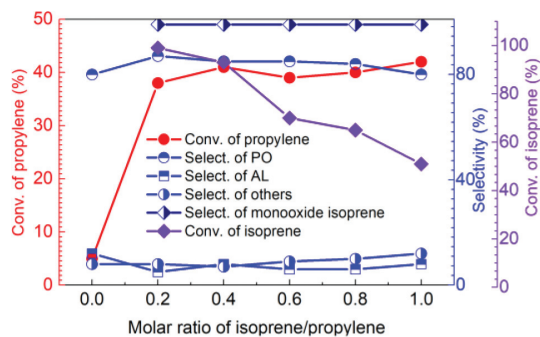 50
40
30
20
10
0
Conv. of propylene (%)
80
40
0
Selectivity (%)
100
80
60
40
20
0
Conv. of isoprene (%)
Conv. of propylene
Select. of PO
Select. of AL
Select. of others
Select. of monooxide isoprene
Conv. of isoprene
0.0 0.2 0.4 0.6 0.8 1.0
Molar ratio of isoprene/propylene